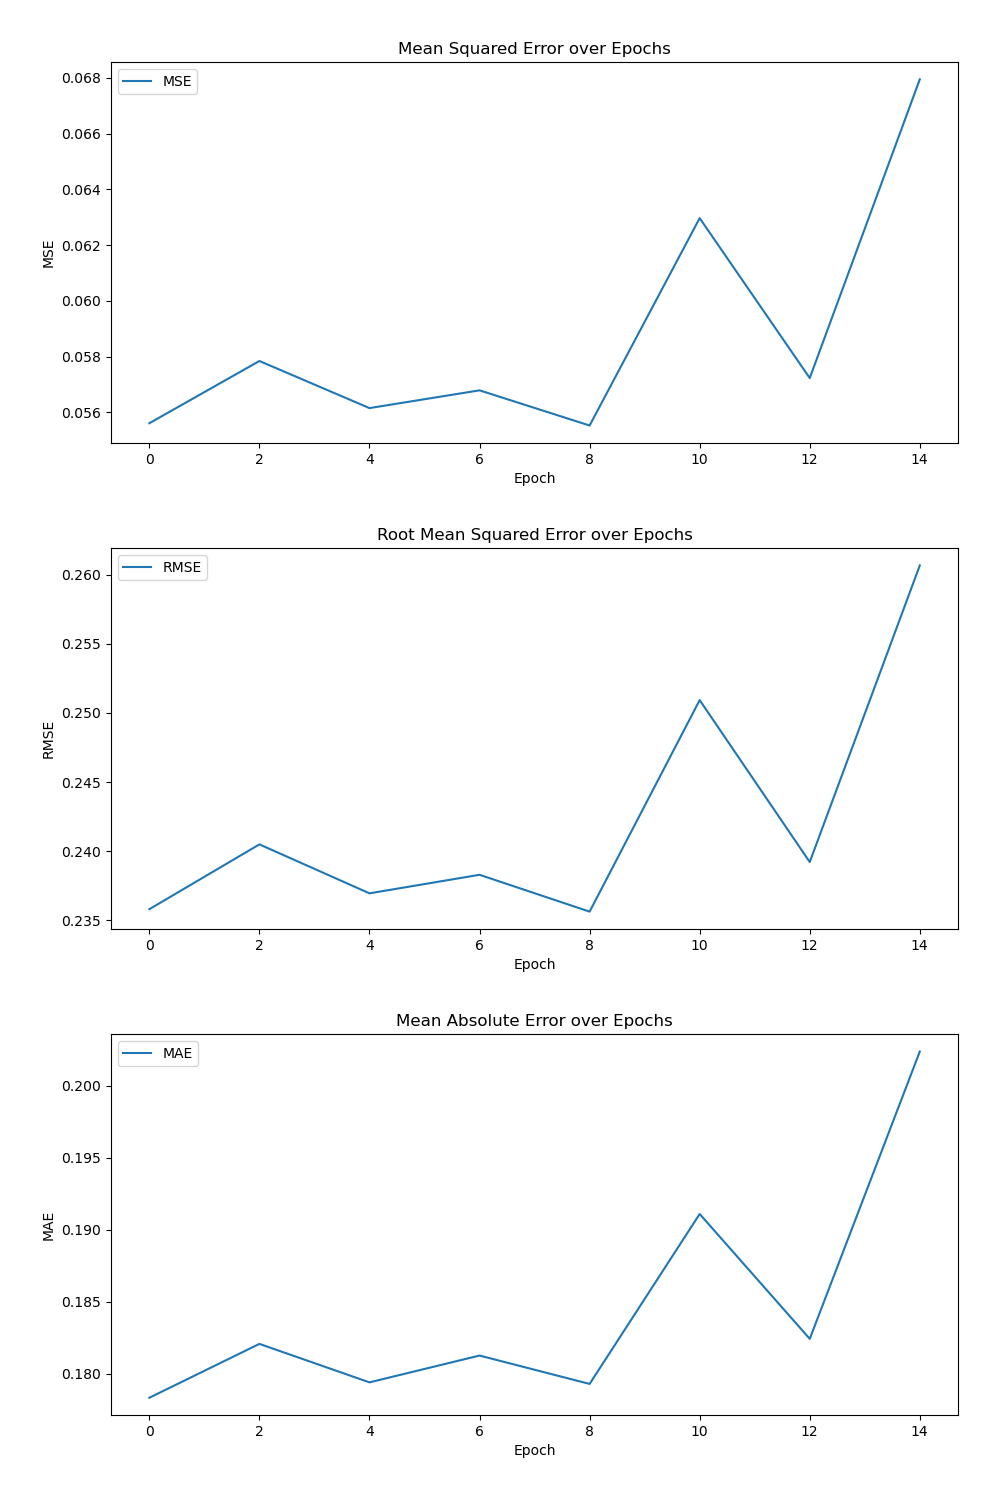 Mean Squared Error over Epochs
MSE
0.068
0.066
0.064
0.062
0.060
0.058
0.056
MSE
0 2 4 6 8 10 12 14
Epoch
Root Mean Squared Error over Epochs
RMSE
0.260
0.255
0.250
0.245
0.240
0.235
RMSE
0 2 4 6 8 10 12 14
Epoch
Mean Absolute Error over Epochs
MAE
0.200
0.195
0.190
0.185
0.180
MAE
0 2 4 6 8 10 12 14
Epoch